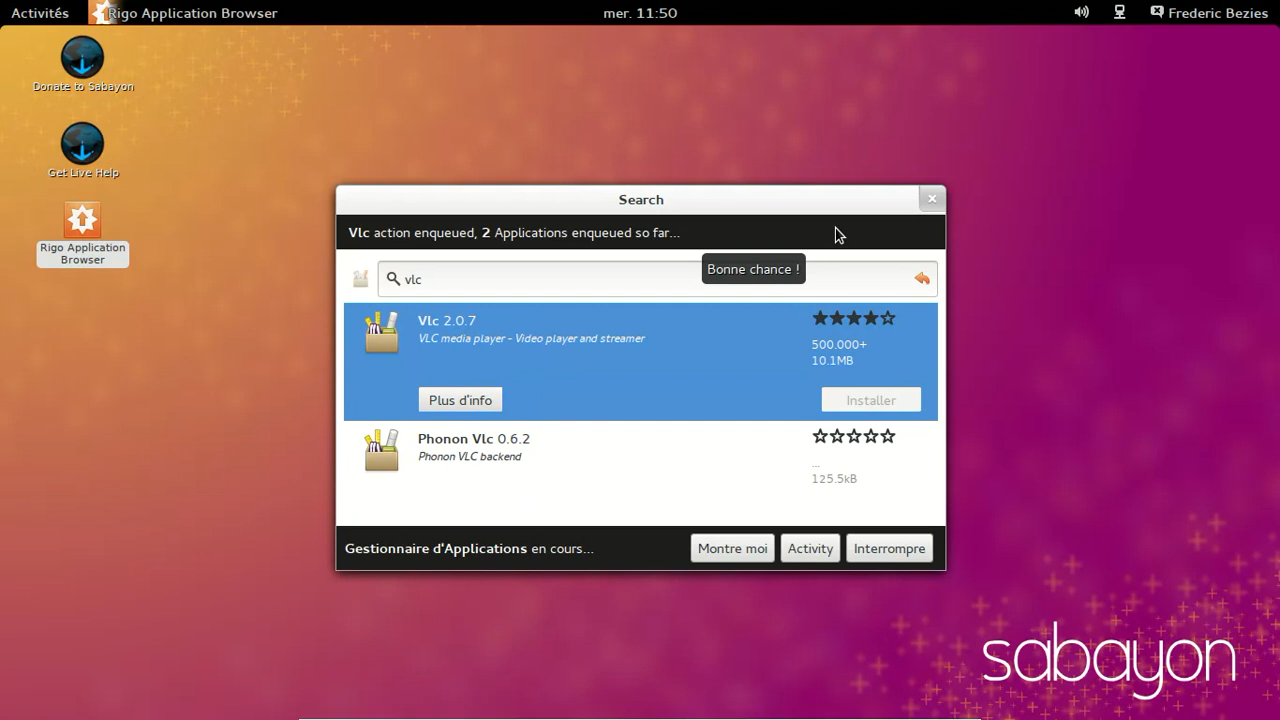 Activités
Rigo Application Browser
mer. 11:50
Frederic Bezies
Donate to Sabayon
Get Live Help
Rigo Application
Browser
Search
Vlc action enqueued, 2 Applications enqueued so far...
Bonne chance !
vlc
Vlc 2.0.7
VLC media player - Video player and streamer
500.000+
10.1MB
Plus d'info
Installer
Phonon Vlc 0.6.2
Phonon VLC backend
...
125.5kB
Gestionnaire d'Applications en cours...
Montre moi
Activity
Interrompre
sabayon